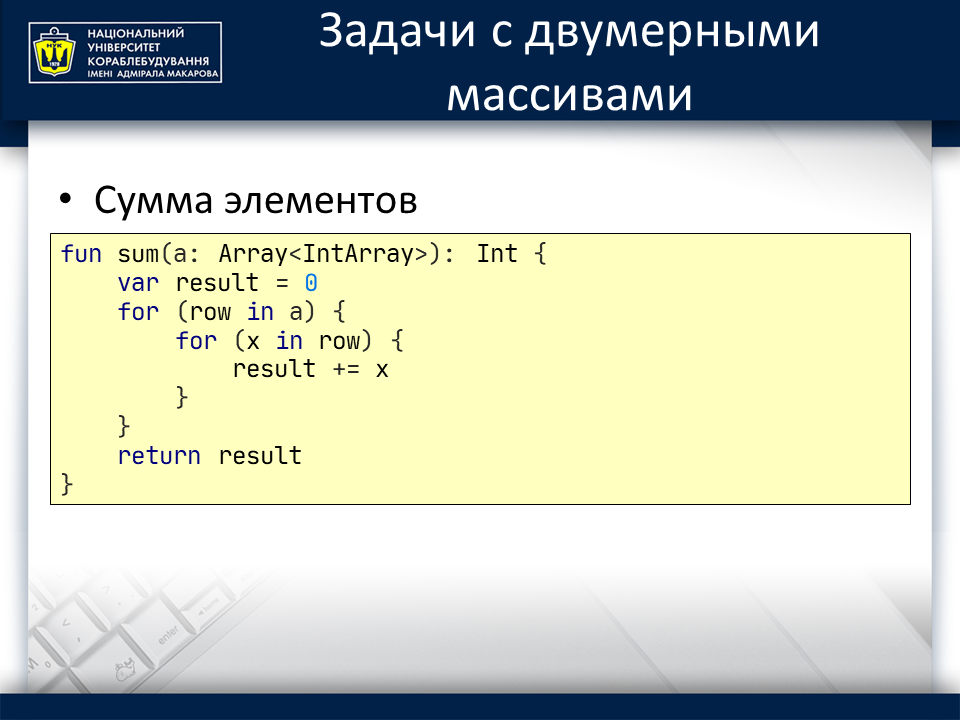 НАЦІОНАЛЬНИЙ
УНІВЕРСИТЕТ
КОРАБЛЕБУДУВАННЯ
ІМЕНІ АДМІРАЛА МАКАРОВА
НУК
1920
Задачи с двумерными
массивами
• Сумма элементов
fun sum(a: Array<IntArray>): Int {
    var result = 0
    for (row in a) {
        for (x in row) {
            result += x
        }
    }
    return result
}
enter